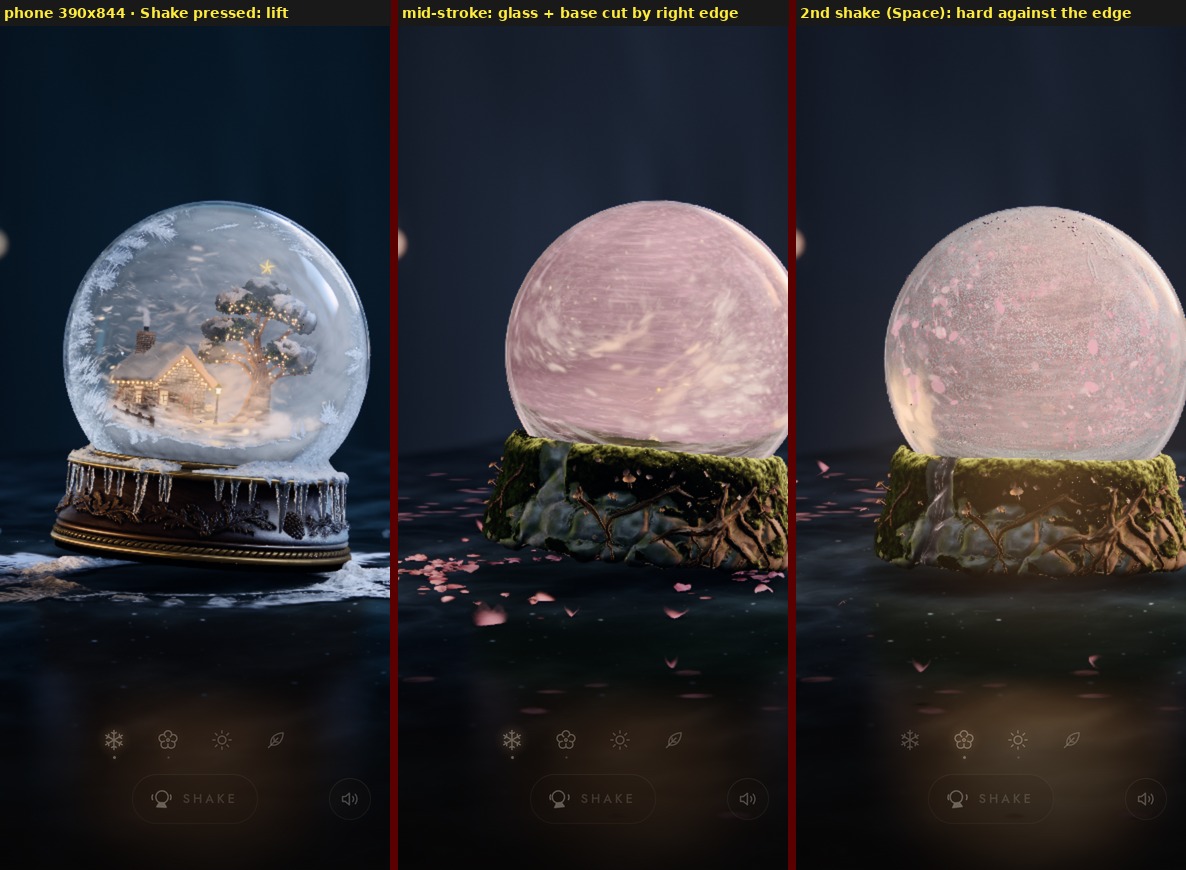 phone 390x844 · Shake pressed: lift
mid-stroke: glass + base cut by right edge
2nd shake (Space): hard against the edge
SHAKE
SHAKE
SHAKE